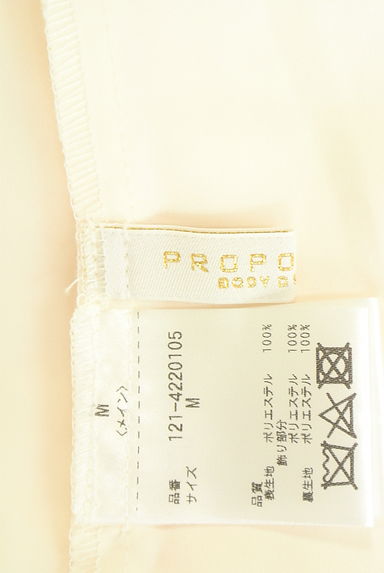 PROPO
BODY
M
〈メイン〉
品番 121-4220105
サイズ M
品質
表生地 ポリエステル 100%
飾り部分
ポリエステル 100%
裏生地 ポリエステル 100%